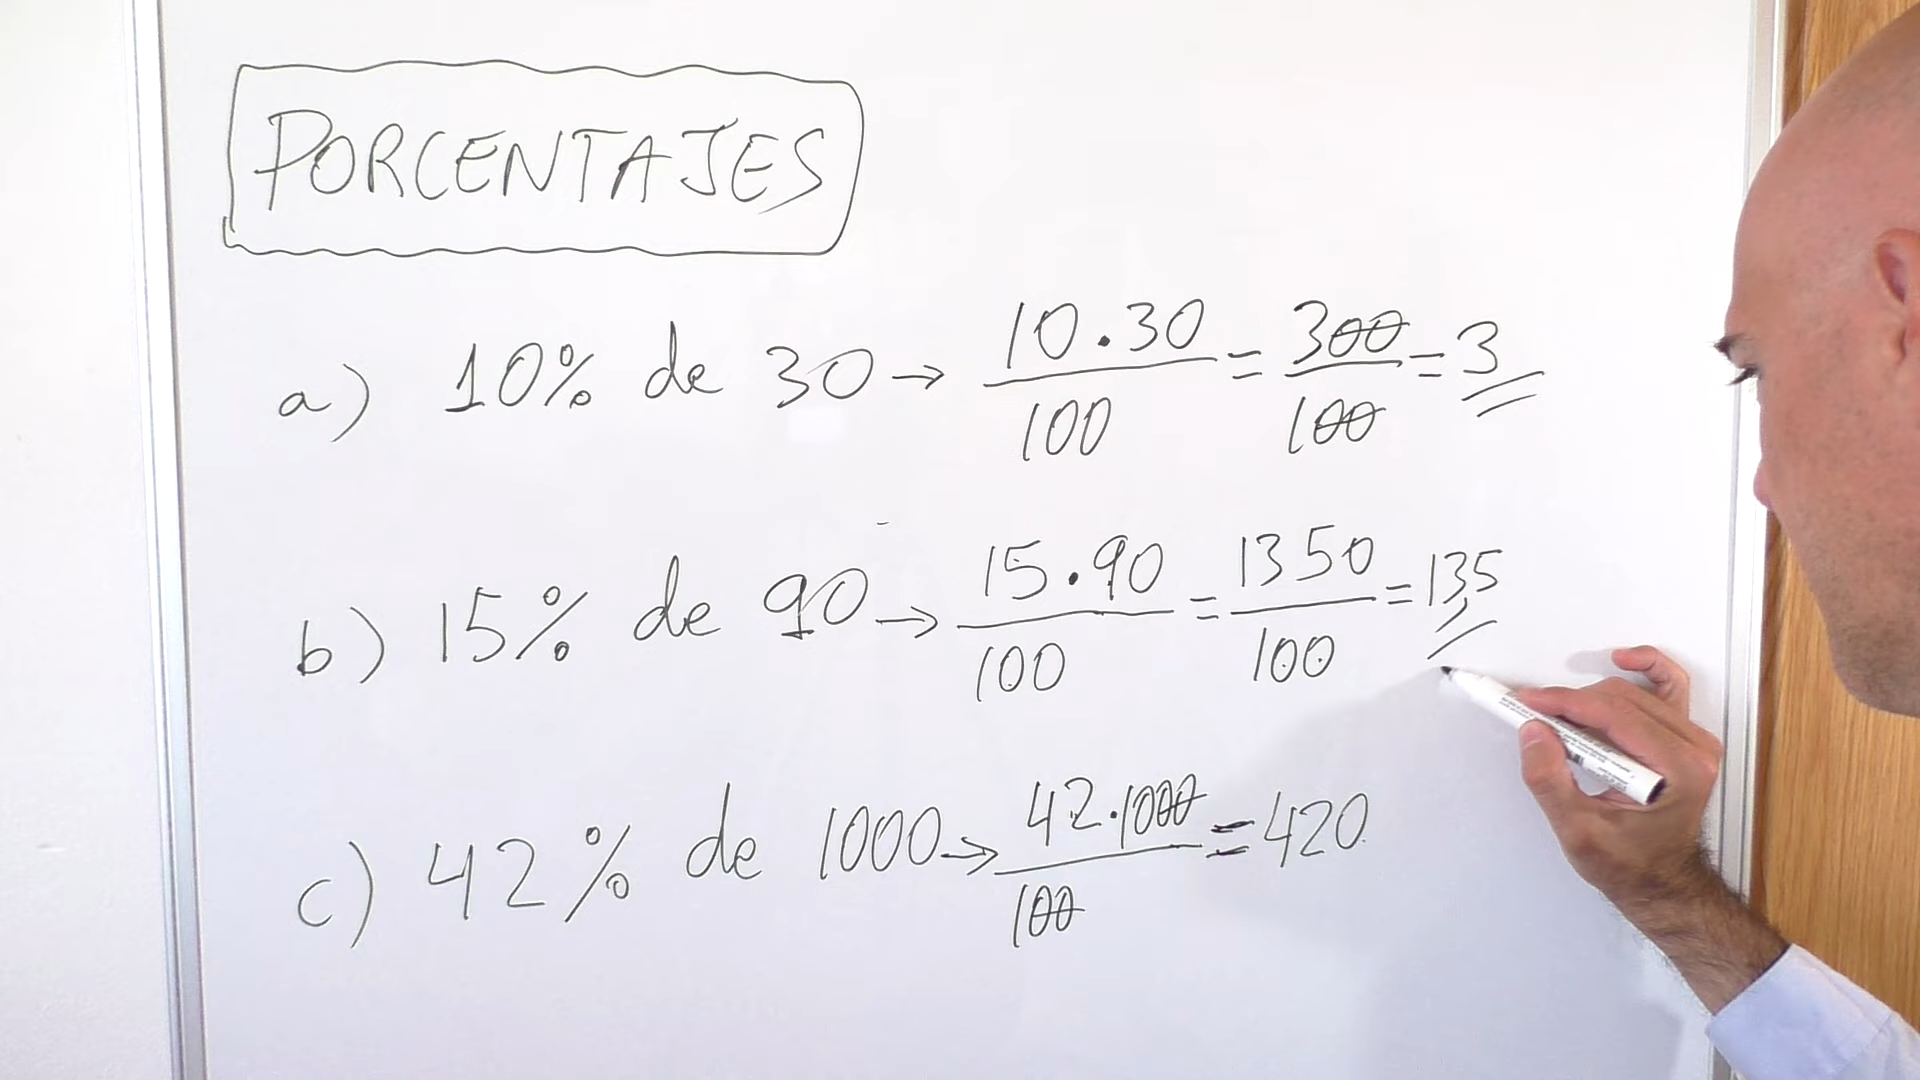 PORCENTAJES
a) 10% de 30 → 10·30/100 = 300/100 = 3
b) 15% de 90 → 15·90/100 = 1350/100 = 13,5
c) 42% de 1000 → 42·1000/100 = 420